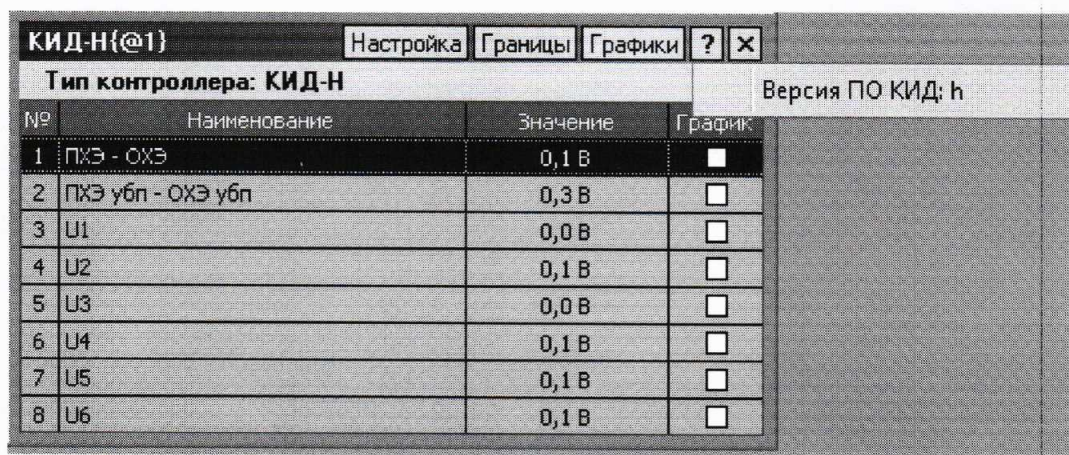 КИД-Н{@1} Настройка Границы Графики ? X
Тип контроллера: КИД-Н
Версия ПО КИД: h
№ Наименование Значение График
1 ПХЭ - ОХЭ 0,1 В
2 ПХЭ убп - ОХЭ убп 0,3 В
3 U1 0,0 В
4 U2 0,1 В
5 U3 0,0 В
6 U4 0,1 В
7 U5 0,1 В
8 U6 0,1 В